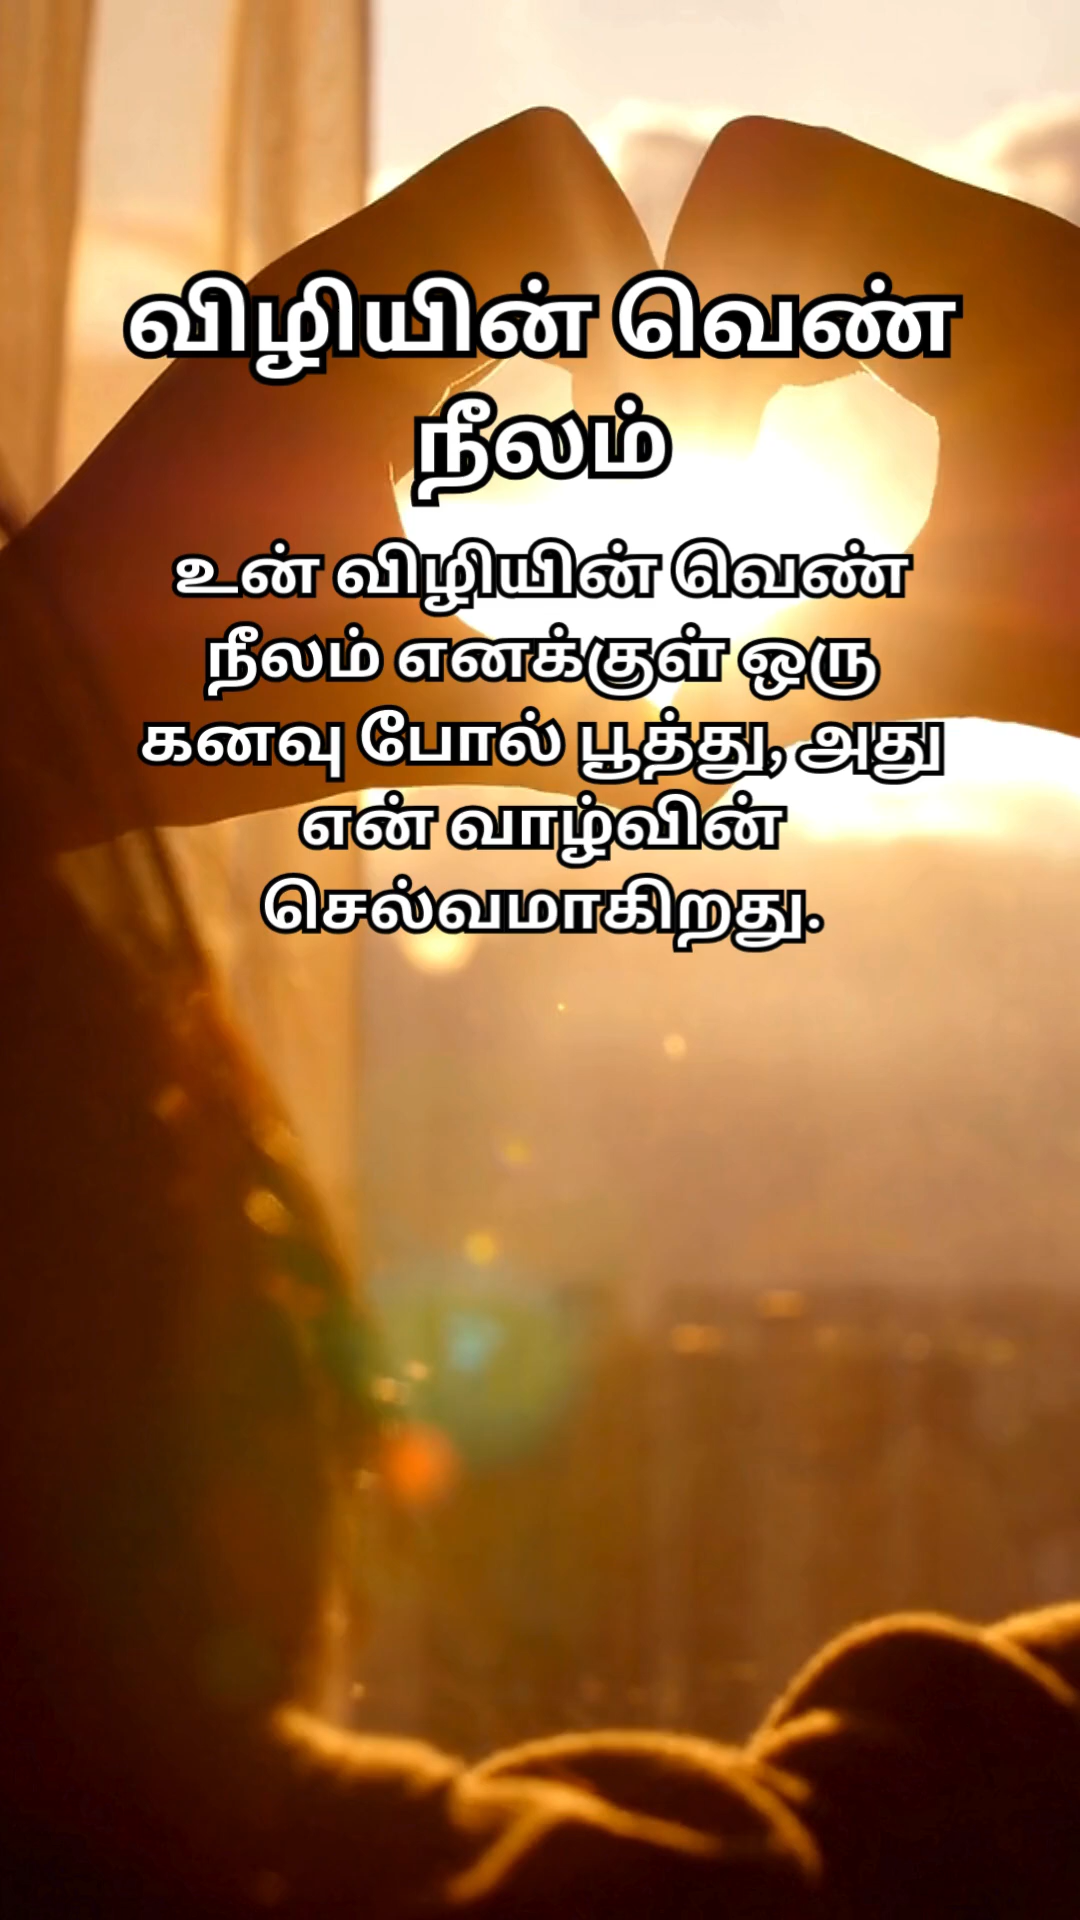 விழியின் வெண்
நீலம்
உன் விழியின் வெண்
நீலம் எனக்குள் ஒரு
கனவு போல் பூத்து, அது
என் வாழ்வின்
செல்வமாகிறது.